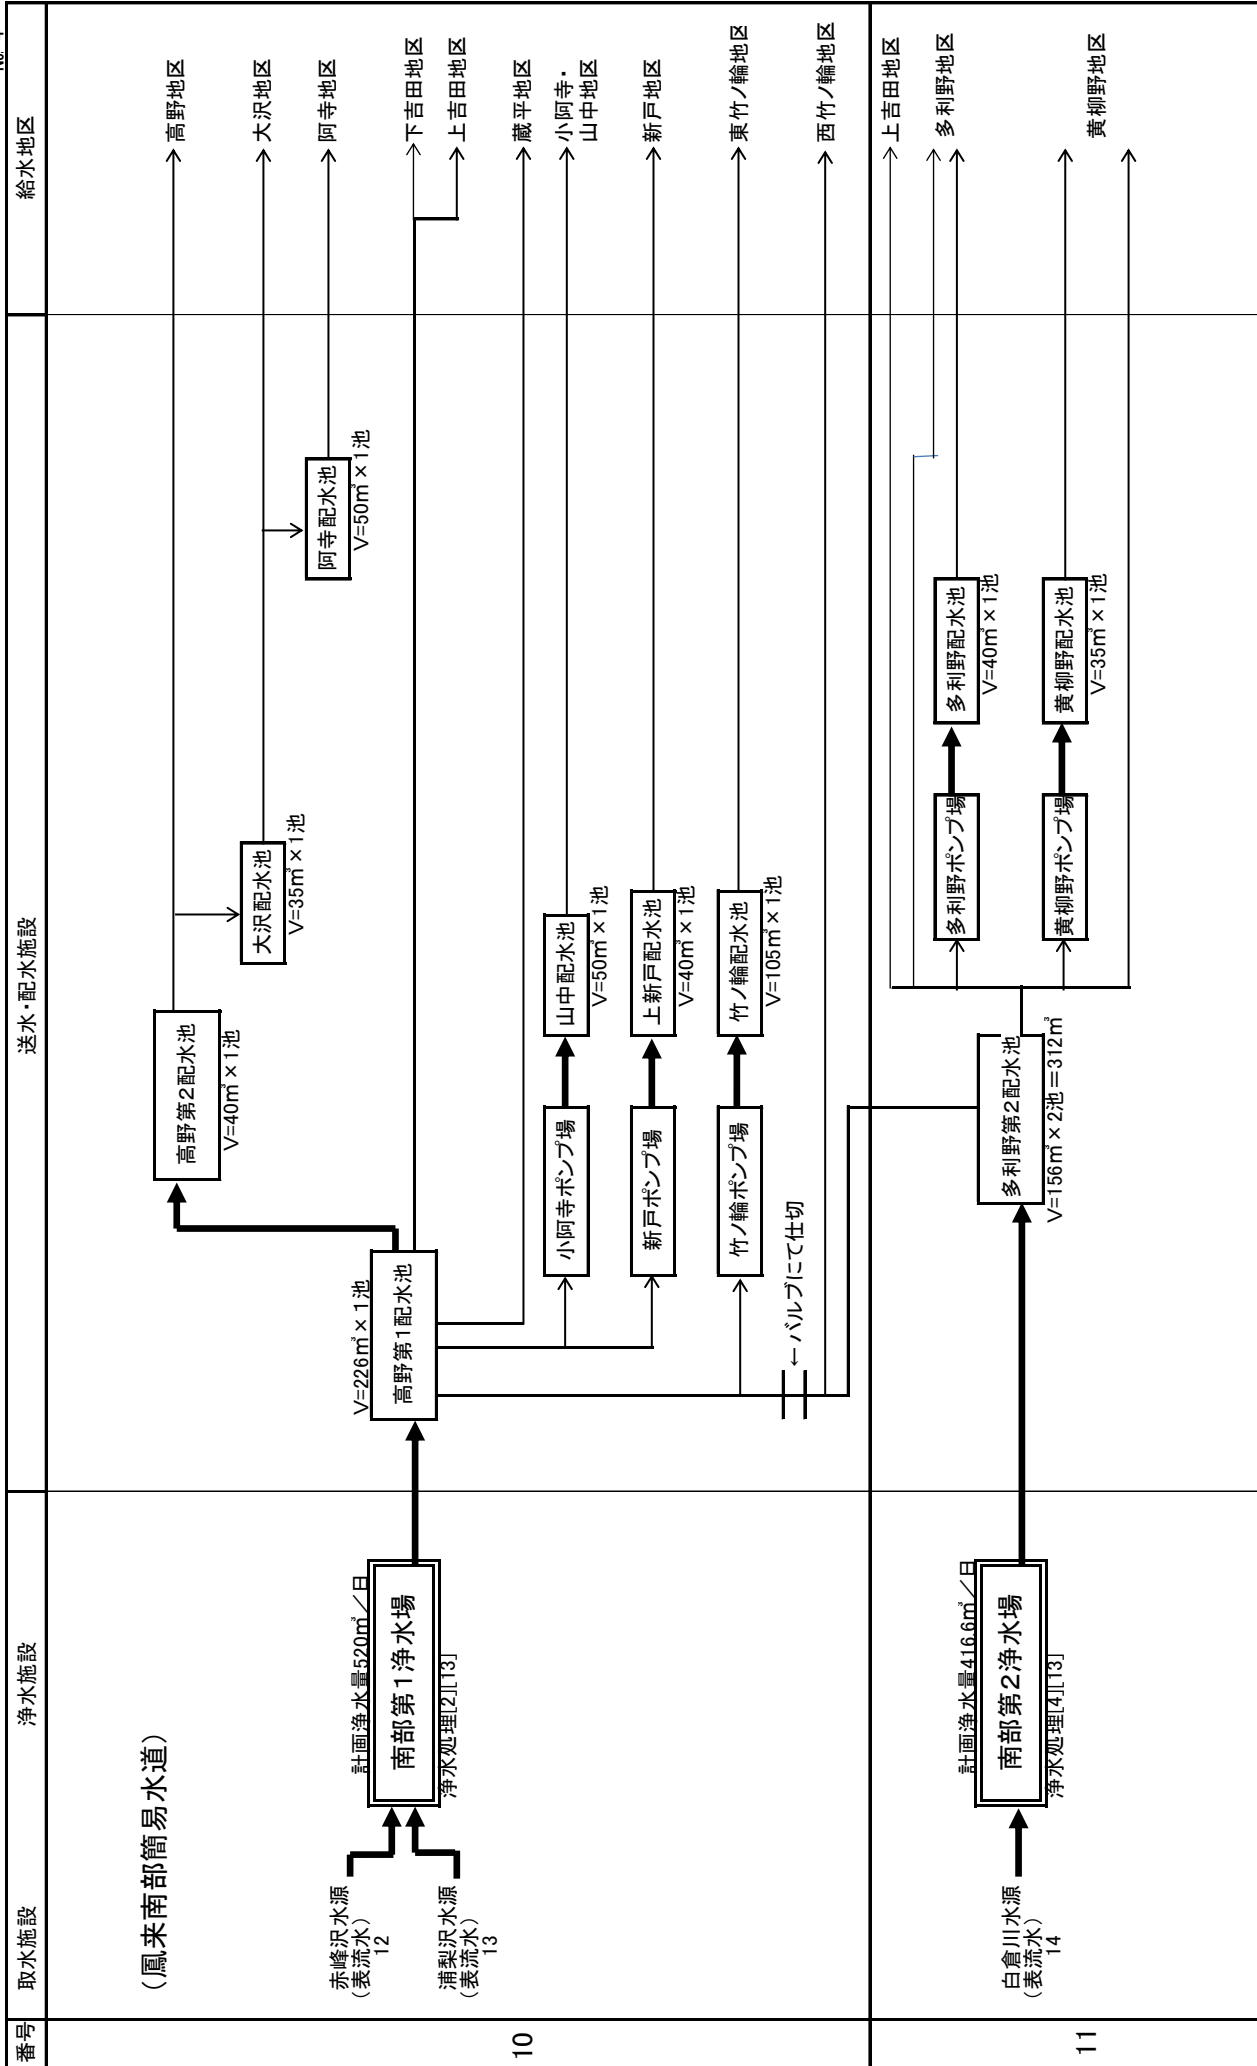 番号
取水施設
浄水施設
送水・配水施設
給水地区
（鳳来南部簡易水道）
10
赤峰沢水源
（表流水）
12
浦梨沢水源
（表流水）
13
計画浄水量520㎥／日
南部第1浄水場
浄水処理[2][13]
V=226㎥×1池
高野第1配水池
高野第2配水池
V=40㎥×1池
大沢配水池
V=35㎥×1池
阿寺配水池
V=50㎥×1池
小阿寺ポンプ場
山中配水池
V=50㎥×1池
新戸ポンプ場
上新戸配水池
V=40㎥×1池
竹ノ輪ポンプ場
竹ノ輪配水池
V=105㎥×1池
←バルブにて仕切
高野地区
大沢地区
阿寺地区
下吉田地区
上吉田地区
蔵平地区
小阿寺・
山中地区
新戸地区
東竹ノ輪地区
西竹ノ輪地区
11
白倉川水源
（表流水）
14
計画浄水量416.6㎥／日
南部第2浄水場
浄水処理[4][13]
多利野第2配水池
V=156㎥×2池＝312㎥
多利野ポンプ場
多利野配水池
V=40㎥×1池
黄柳野ポンプ場
黄柳野配水池
V=35㎥×1池
上吉田地区
多利野地区
黄柳野地区